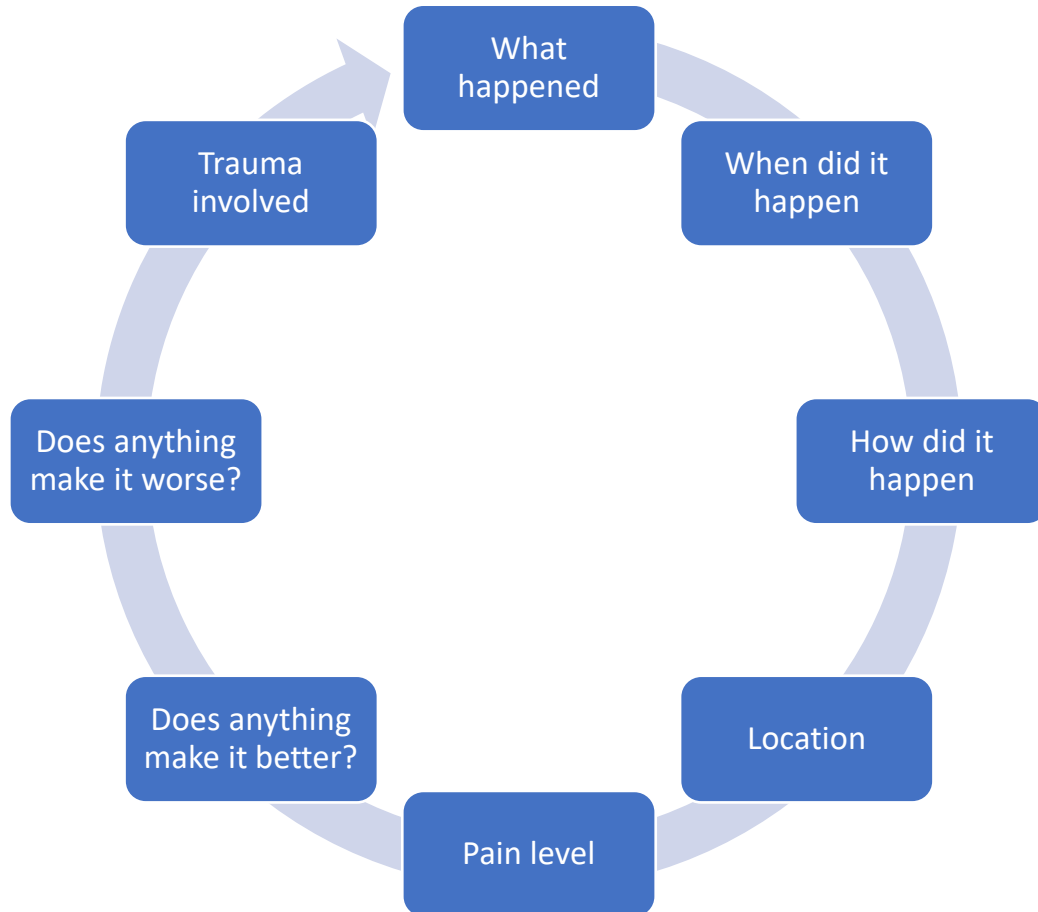 What
happened
When did it
happen
How did it
happen
Location
Pain level
Does anything
make it better?
Does anything
make it worse?
Trauma
involved